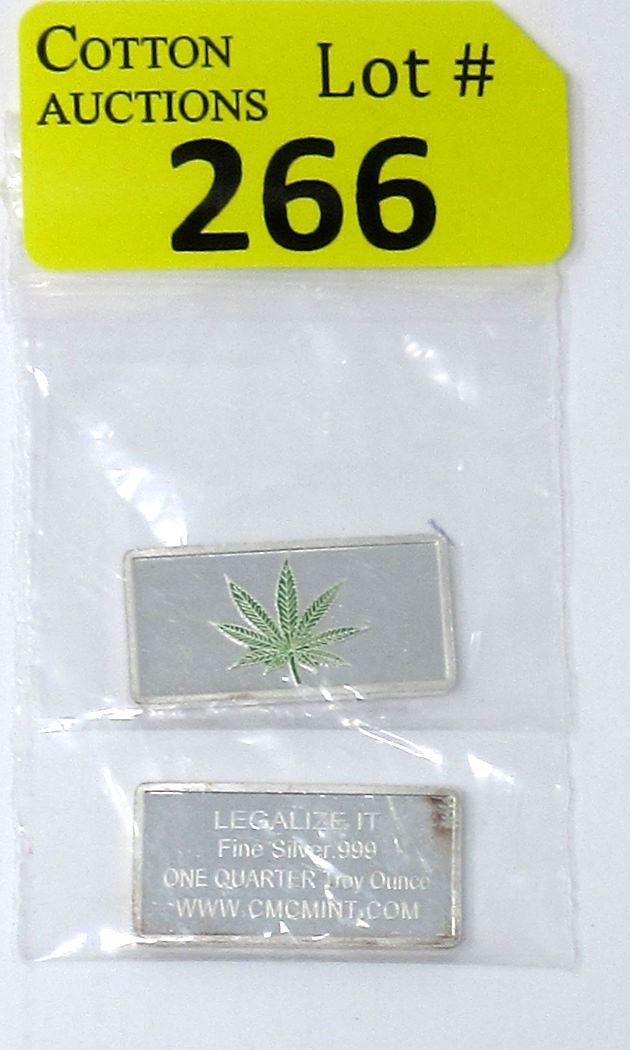 COTTON
AUCTIONS
Lot #
266
LEGALIZE IT
Fine Silver.999
ONE QUARTER Troy Ounce
WWW.CMCMINT.COM